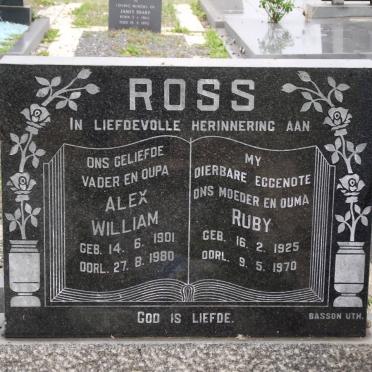 ROSS
IN LIEFDEVOLLE HERINNERING AAN
ONS GELIEFDE
VADER EN OUPA
ALEX
WILLIAM
GEB. 14. 6. 1901
OORL. 27. 8. 1980
MY
DIERBARE EGGENOTE
ONS MOEDER EN OUMA
RUBY
GEB. 16. 2. 1925
OORL. 9. 5. 1970
GOD IS LIEFDE.
BASSON UTH.